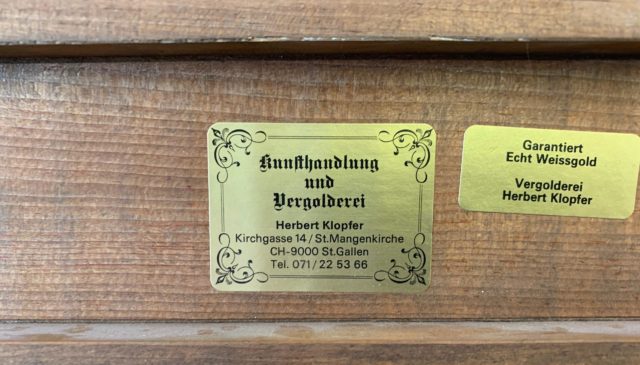 Kunsthandlung
und
Vergolderei
Herbert Klopfer
Kirchgasse 14 / St.Mangenkirche
CH-9000 St.Gallen
Tel. 071 / 22 53 66
Garantiert
Echt Weissgold
Vergolderei
Herbert Klopfer